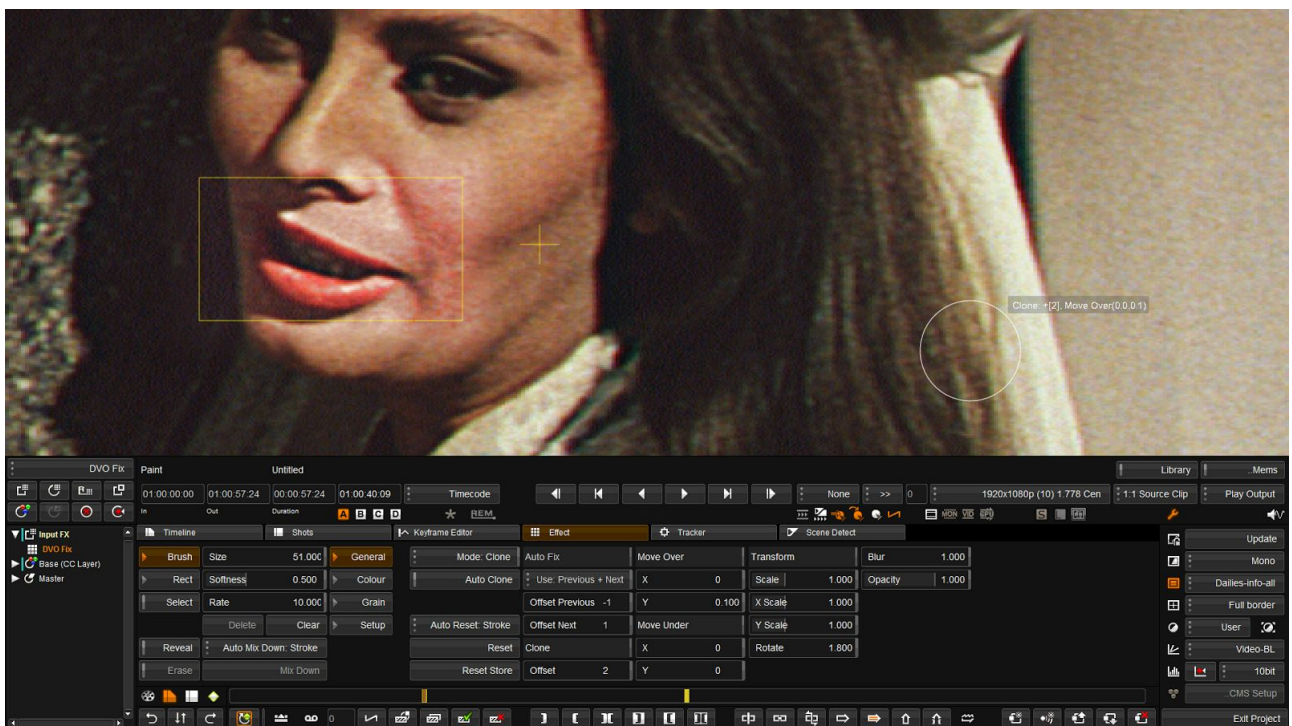 Clone: +[2], Move Over(0.0,0.1)
DVO Fix
Paint
Untitled
Library
..Mems
01:00:00:00
01:00:57:24
00:00:57:24
01:00:40:09
Timecode
None
>>
0
1920x1080p (10) 1.778 Cen
1:1 Source Clip
Play Output
In
Out
Duration
A B C D
REM
MON VID
S
Input FX
DVO Fix
Base (CC Layer)
Master
Timeline
Shots
Keyframe Editor
Effect
Tracker
Scene Detect
Brush
Size 51.000
General
Mode: Clone
Auto Fix
Move Over
Transform
Blur 1.000
Rect
Softness 0.500
Colour
Auto Clone
Use: Previous + Next
X 0
Scale 1.000
Opacity 1.000
Select
Rate 10.000
Grain
Offset Previous -1
Y 0.100
X Scale 1.000
Delete
Clear
Setup
Auto Reset: Stroke
Offset Next 1
Move Under
Y Scale 1.000
Reveal
Auto Mix Down: Stroke
Reset
Clone
X 0
Rotate 1.800
Erase
Mix Down
Reset Store
Offset 2
Y 0
Update
Mono
Dailies-info-all
Full border
User
Video-BL
10bit
..CMS Setup
0
Exit Project